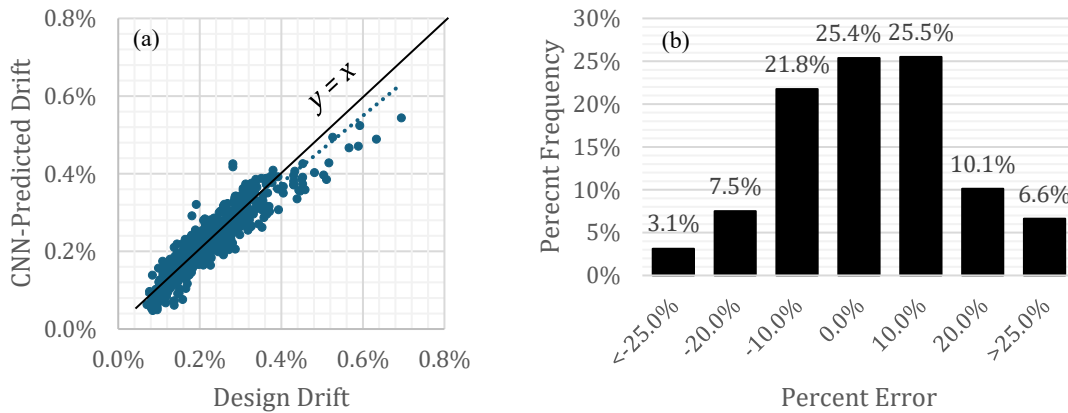 (a)
CNN-Predicted Drift
0.8%
0.6%
0.4%
0.2%
0.0%
y = x
0.0% 0.2% 0.4% 0.6% 0.8%
Design Drift
(b)
Perecnt Frequency
30%
25%
20%
15%
10%
5%
0%
3.1%
7.5%
21.8%
25.4%
25.5%
10.1%
6.6%
<-25.0% -20.0% -10.0% 0.0% 10.0% 20.0% >25.0%
Percent Error